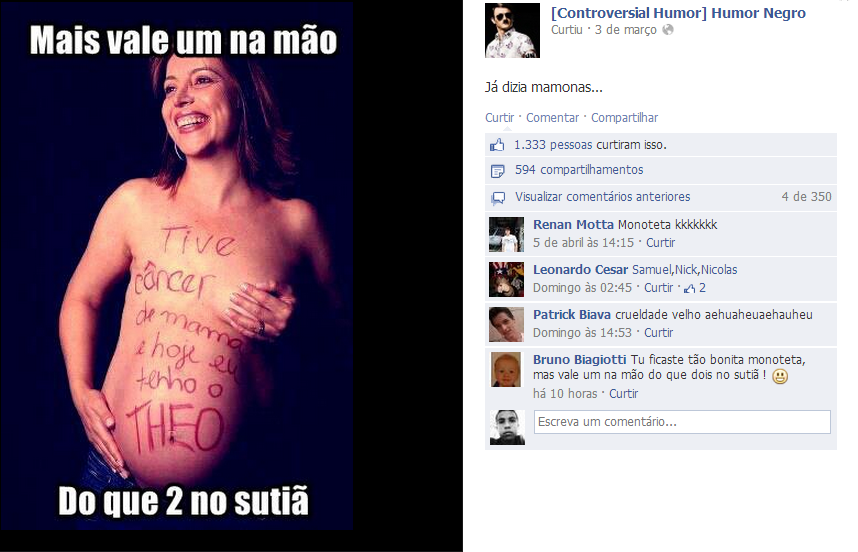 Mais vale um na mão
Tive
câncer
de mama
e hoje eu
tenho o
THEO
Do que 2 no sutiã
[Controversial Humor] Humor Negro
Curtiu · 3 de março
Já dizia mamonas...
Curtir · Comentar · Compartilhar
1.333 pessoas curtiram isso.
594 compartilhamentos
Visualizar comentários anteriores 4 de 350
Renan Motta Monoteta kkkkkkk
5 de abril às 14:15 · Curtir
Leonardo Cesar Samuel,Nick,Nicolas
Domingo às 02:45 · Curtir · 2
Patrick Biava crueldade velho aehuaheuaehauheu
Domingo às 14:53 · Curtir
Bruno Biagiotti Tu ficaste tão bonita monoteta,
mas vale um na mão do que dois no sutiã !
há 10 horas · Curtir
Escreva um comentário...